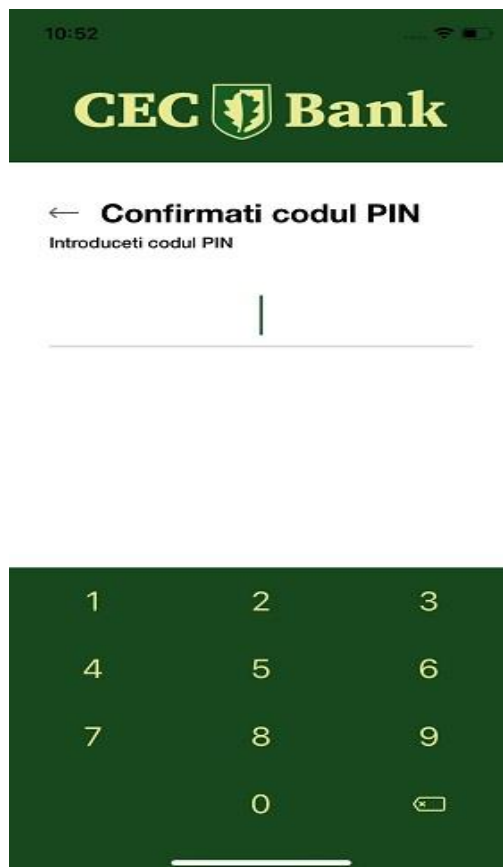 10:52
CEC Bank
← Confirmati codul PIN
Introduceti codul PIN
1 2 3
4 5 6
7 8 9
0